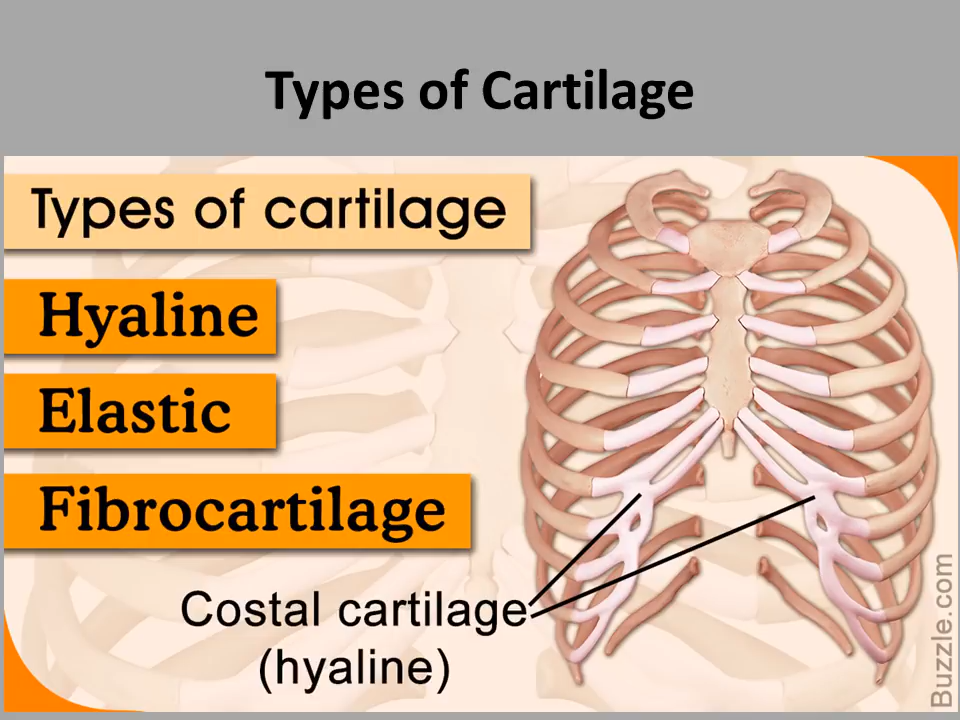 Types of Cartilage
Types of cartilage
Hyaline
Elastic
Fibrocartilage
Costal cartilage
(hyaline)
Buzzle.com